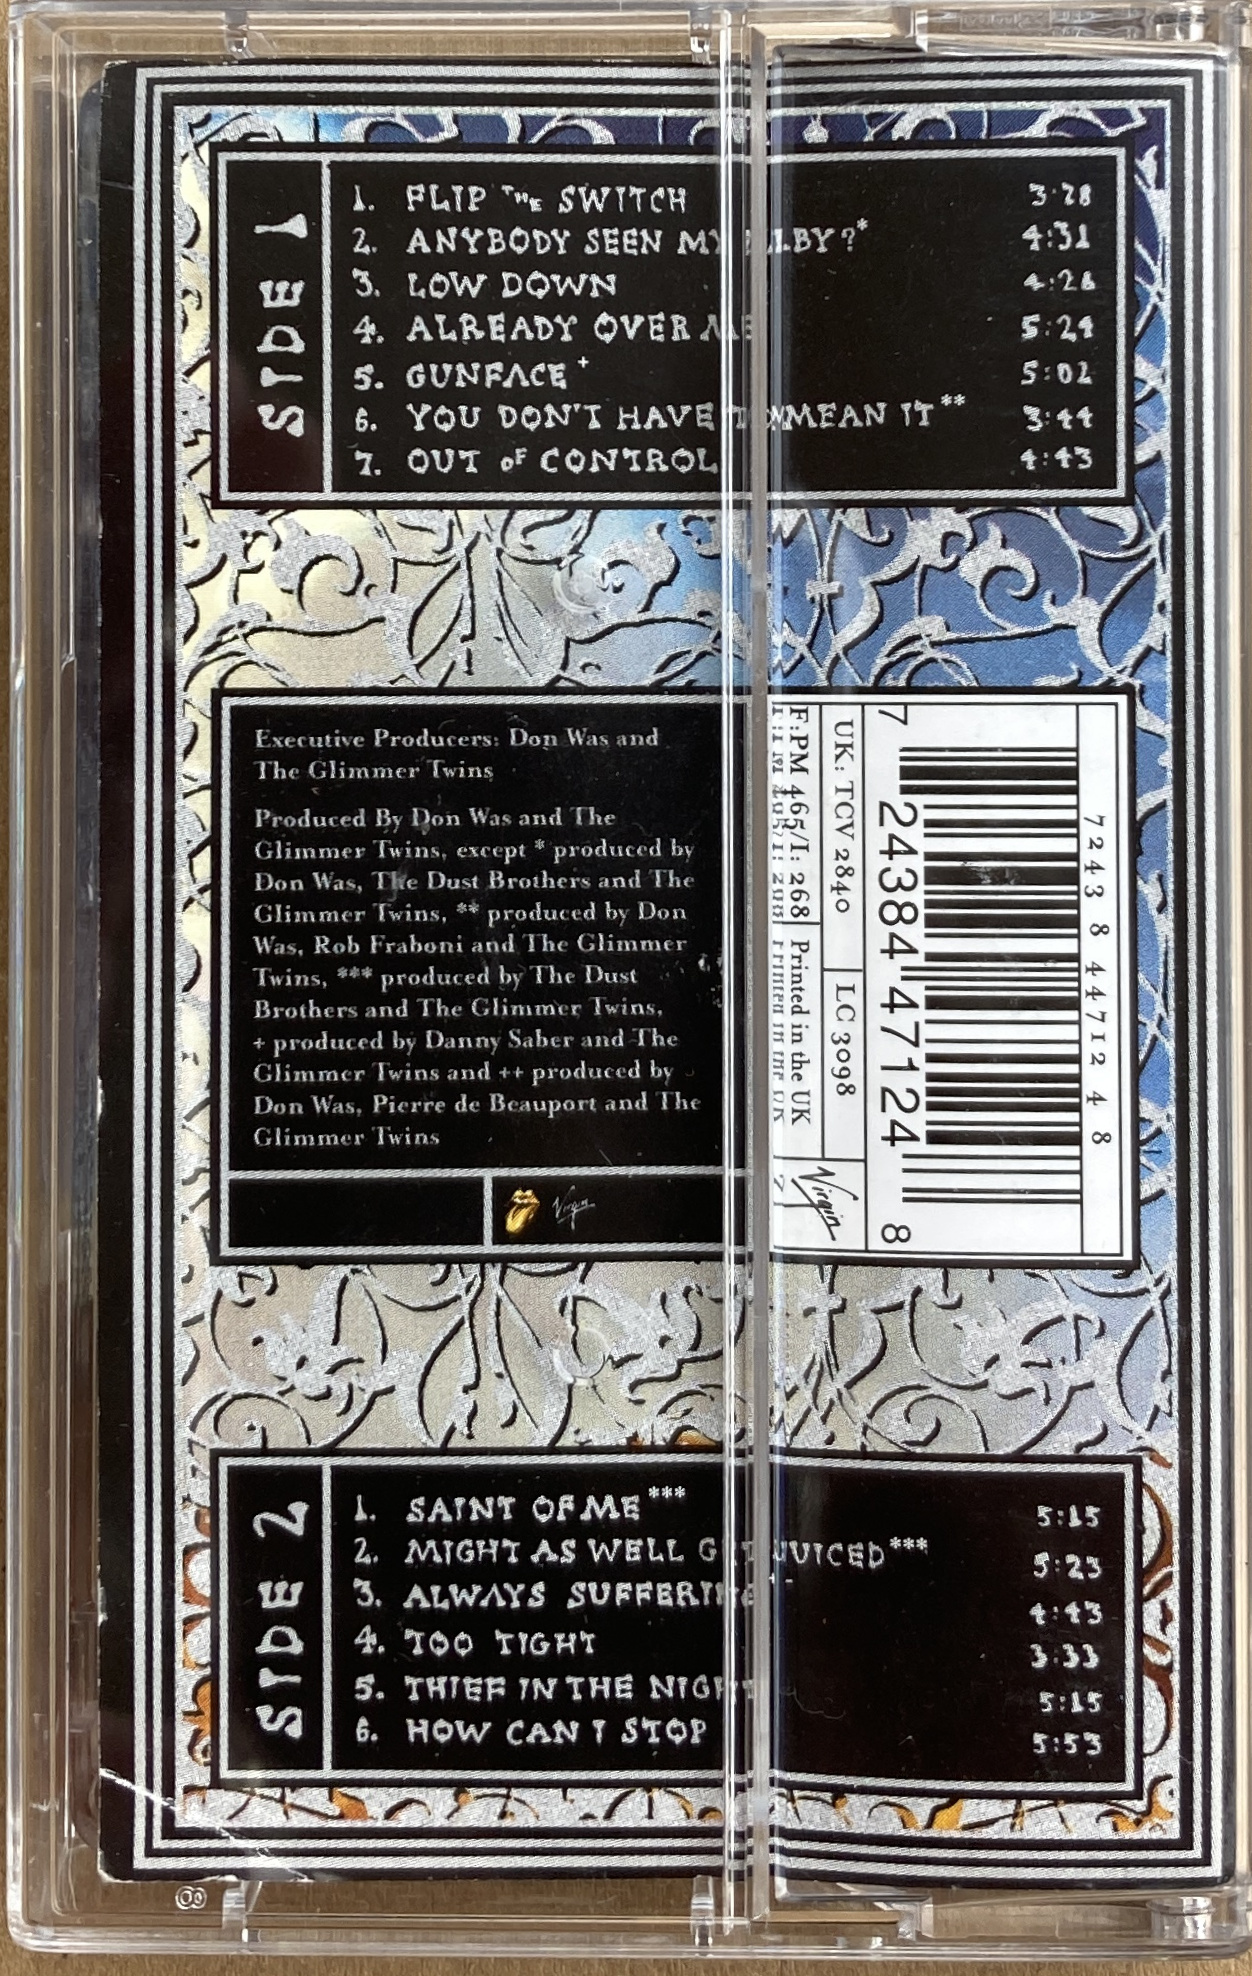 SIDE 1
1. FLIP THE SWITCH 3:28
2. ANYBODY SEEN MY BABY?* 4:31
3. LOW DOWN 4:26
4. ALREADY OVER ME 5:24
5. GUNFACE+ 5:02
6. YOU DON'T HAVE TO MEAN IT** 3:44
7. OUT OF CONTROL 4:43
Executive Producers: Don Was and
The Glimmer Twins
Produced By Don Was and The
Glimmer Twins, except * produced by
Don Was, The Dust Brothers and The
Glimmer Twins, ** produced by Don
Was, Rob Fraboni and The Glimmer
Twins, *** produced by The Dust
Brothers and The Glimmer Twins,
+ produced by Danny Saber and The
Glimmer Twins and ++ produced by
Don Was, Pierre de Beauport and The
Glimmer Twins
Virgin
7243 8 44712 4 8
7 24384 47124 8
UK: TCV 2840
LC 3098
F:PM 465/I: 268
Printed in the UK
Virgin
SIDE 2
1. SAINT OF ME*** 5:15
2. MIGHT AS WELL GET JUICED*** 5:23
3. ALWAYS SUFFERING 4:43
4. TOO TIGHT 3:33
5. THIEF IN THE NIGHT 5:15
6. HOW CAN I STOP 5:53